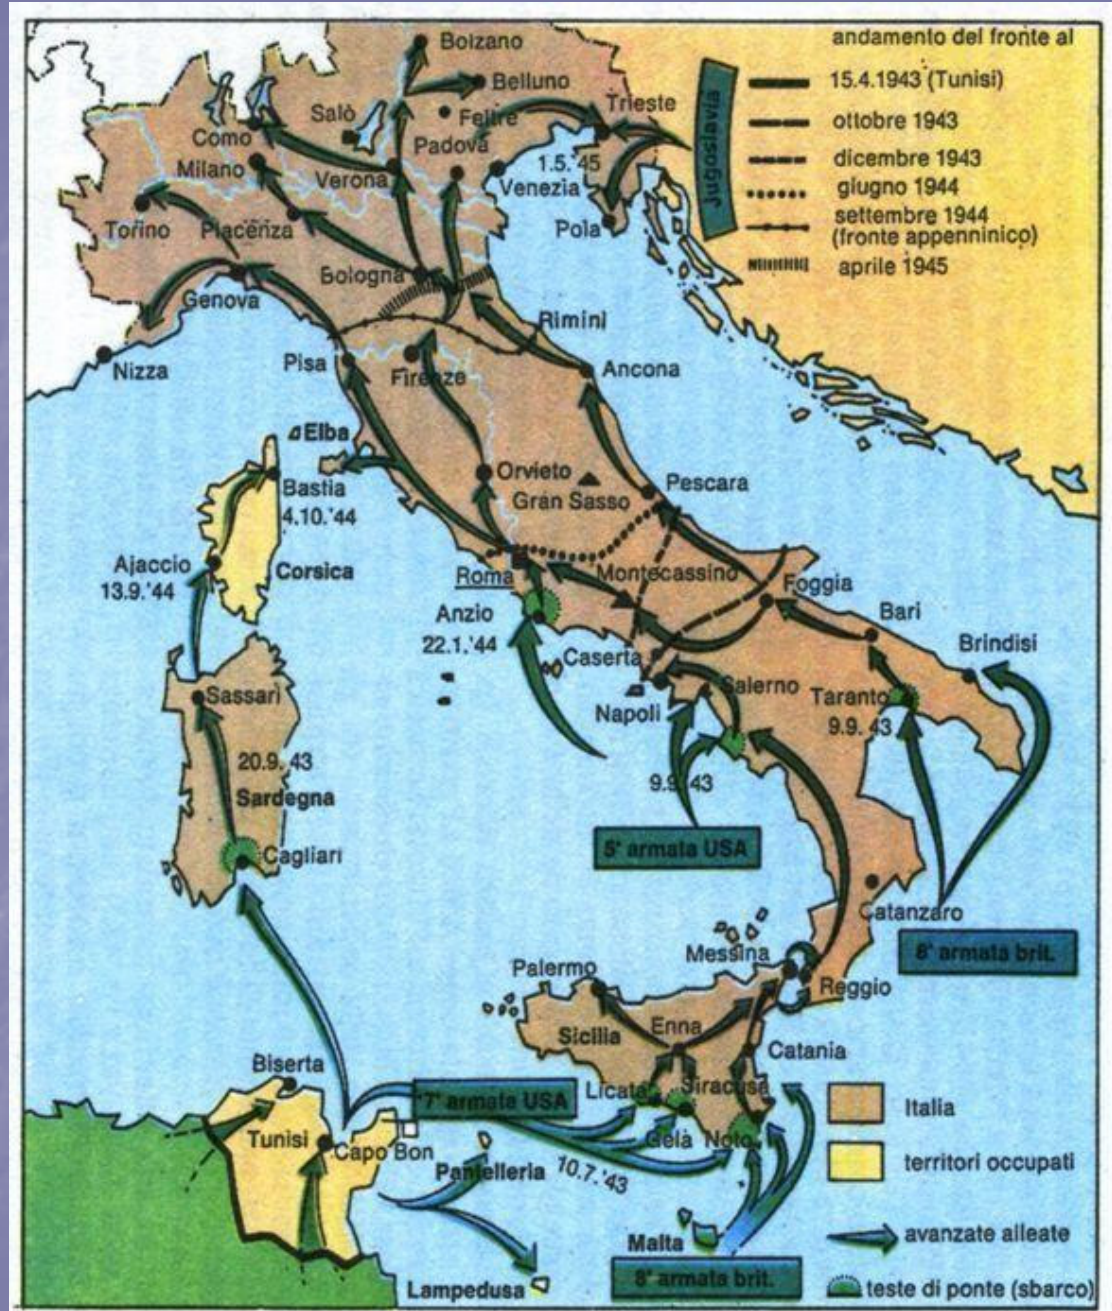 andamento del fronte al
15.4.1943 (Tunisi)
ottobre 1943
dicembre 1943
giugno 1944
settembre 1944
(fronte appenninico)
aprile 1945
Jugoslavia
Bolzano
Belluno
Feltre
Trieste
Salò
Como
Padova
1.5.'45
Milano
Verona
Venezia
Torino
Piacenza
Pola
Bologna
Genova
Rimini
Nizza
Pisa
Firenze
Ancona
Elba
Orvieto
Gran Sasso
Pescara
Bastia
4.10.'44
Ajaccio
13.9.'44
Corsica
Roma
Montecassino
Foggia
Anzio
22.1.'44
Bari
Caserta
Brindisi
Sassari
Salerno
Taranto
9.9.43
Napoli
20.9.43
Sardegna
9.9.43
5ª armata USA
Cagliari
Catanzaro
8ª armata brit.
Messina
Palermo
Reggio
Sicilia
Enna
Catania
Biserta
Licata
Siracusa
7ª armata USA
Tunisi
Capo Bon
Gela
Noto
Pantelleria
10.7.'43
Malta
8ª armata brit.
Lampedusa
Italia
territori occupati
avanzate alleate
teste di ponte (sbarco)